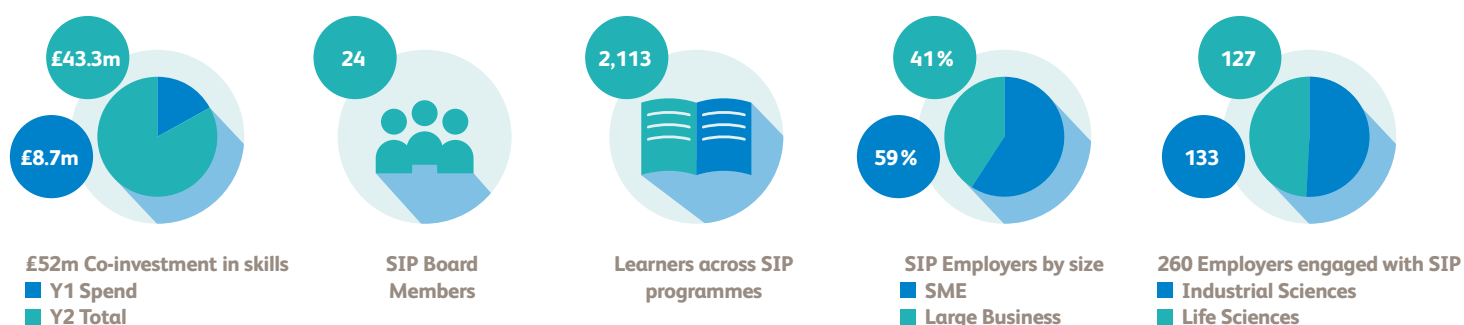 £43.3m
£8.7m
£52m Co-investment in skills
Y1 Spend
Y2 Total
24
SIP Board
Members
2,113
Learners across SIP
programmes
41%
59%
SIP Employers by size
SME
Large Business
127
133
260 Employers engaged with SIP
Industrial Sciences
Life Sciences